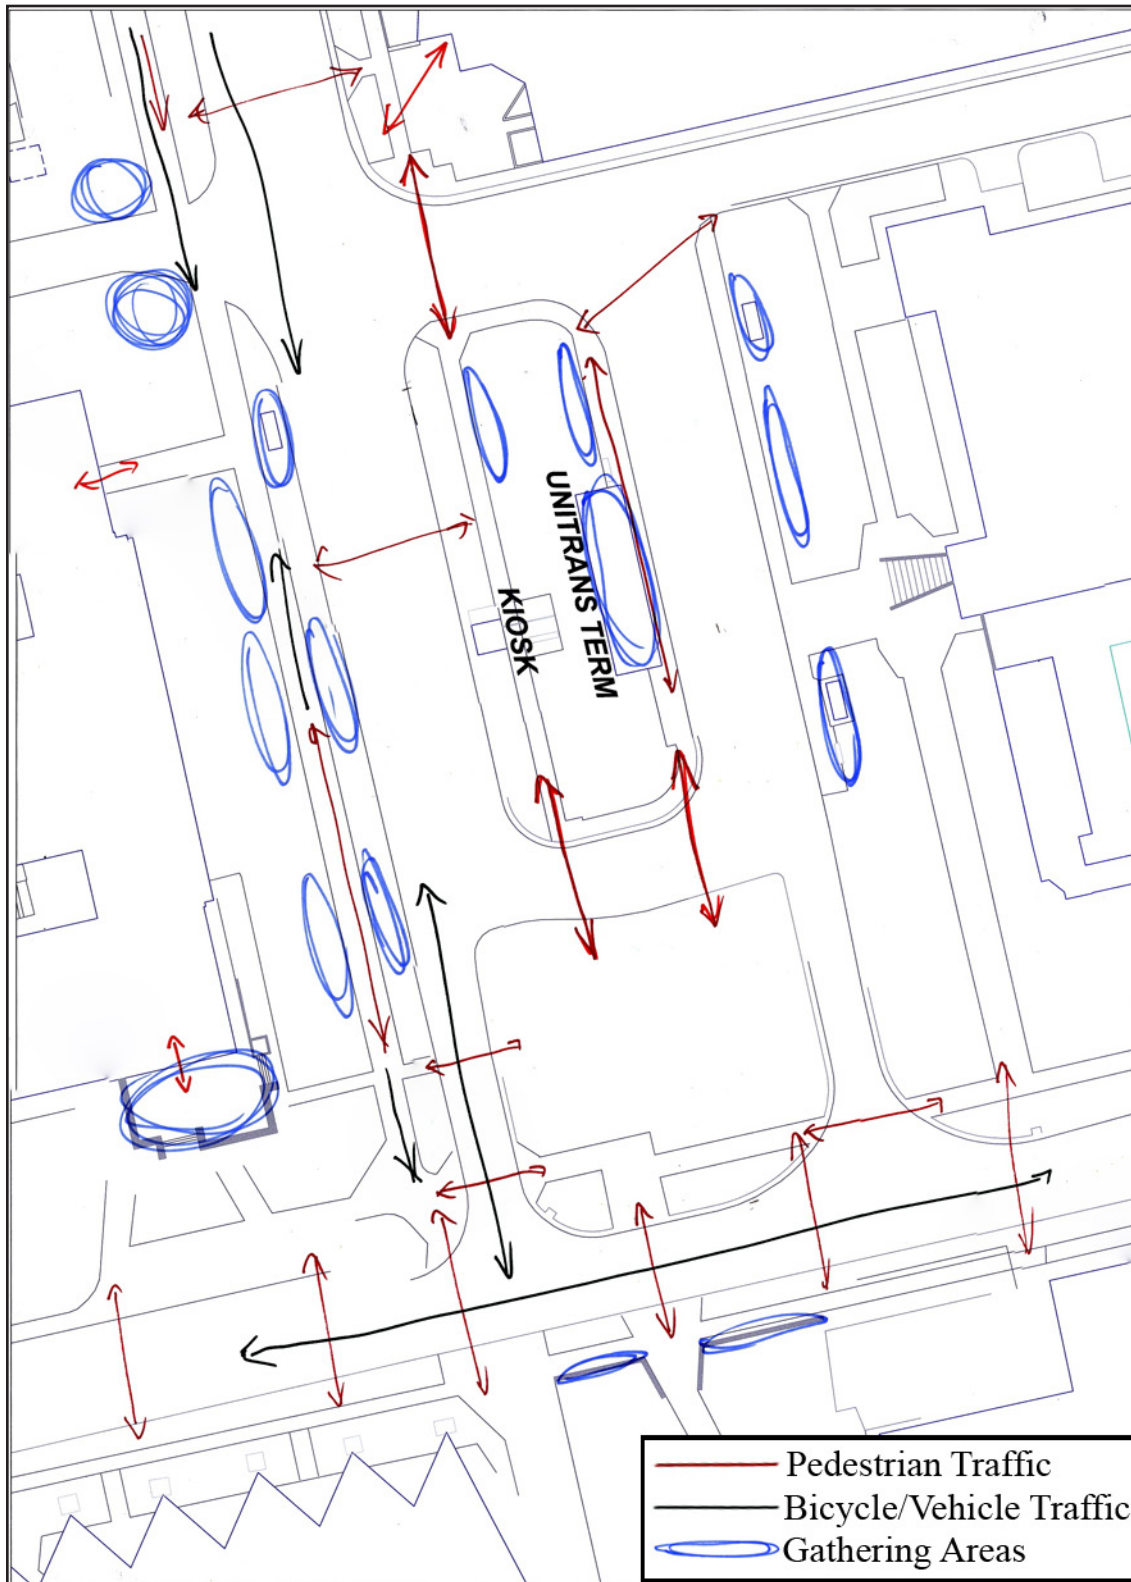 UNITRANS TERM
KIOSK
Pedestrian Traffic
Bicycle/Vehicle Traffic
Gathering Areas